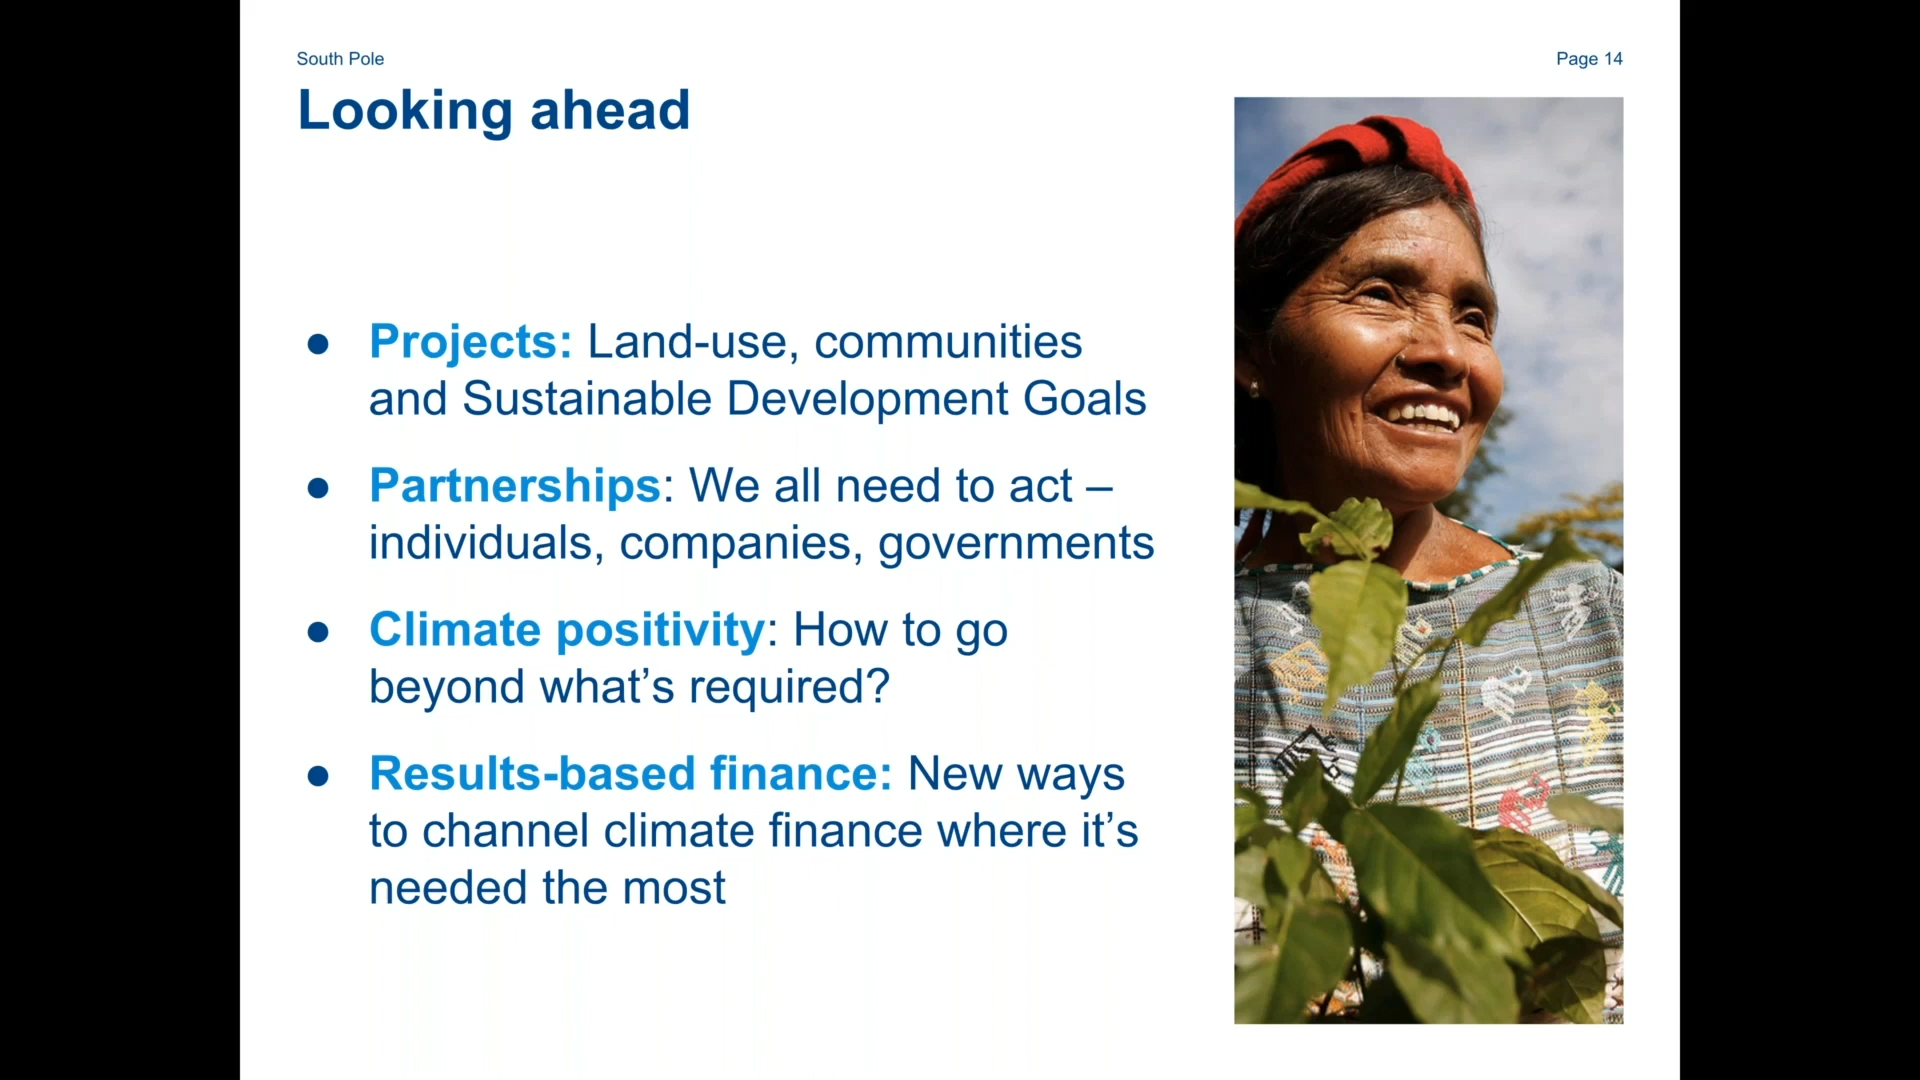 South Pole
Page 14
Looking ahead
● Projects: Land-use, communities
and Sustainable Development Goals
● Partnerships: We all need to act –
individuals, companies, governments
● Climate positivity: How to go
beyond what’s required?
● Results-based finance: New ways
to channel climate finance where it’s
needed the most